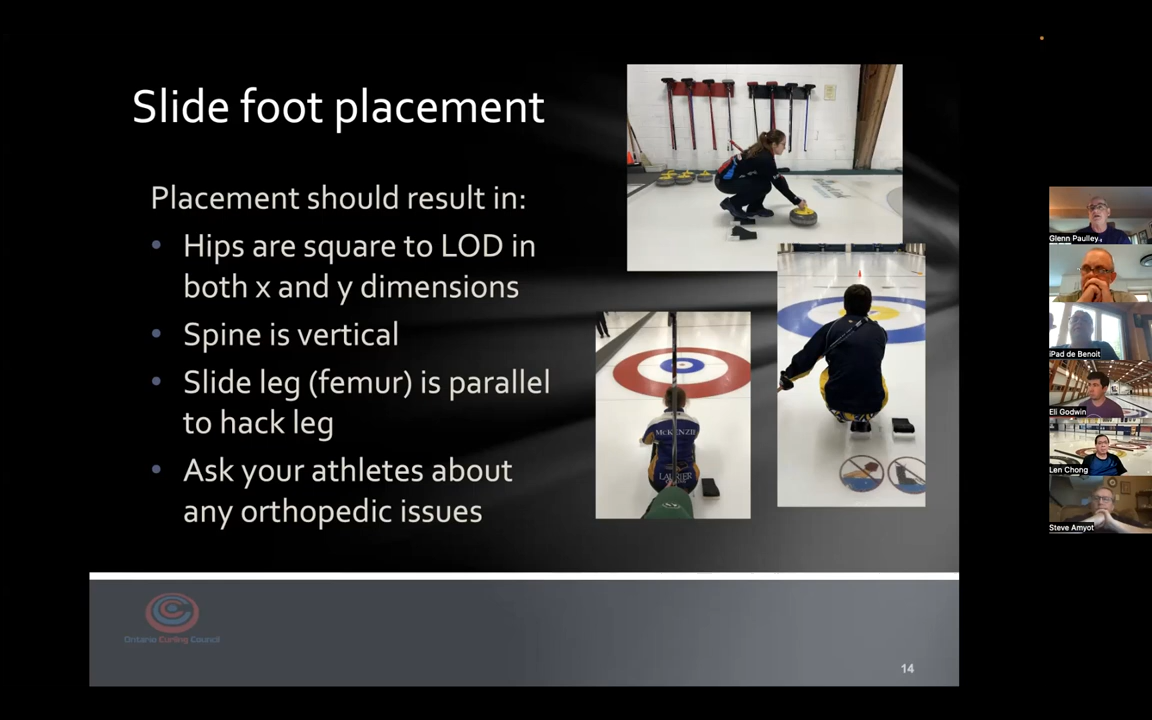 Slide foot placement
Placement should result in:
• Hips are square to LOD in
both x and y dimensions
• Spine is vertical
• Slide leg (femur) is parallel
to hack leg
• Ask your athletes about
any orthopedic issues
McKENZIE
LAURIER
Ontario Curling Council
14
Glenn Paulley
iPad de Benoit
Eli Godwin
Len Chong
Steve Amyot